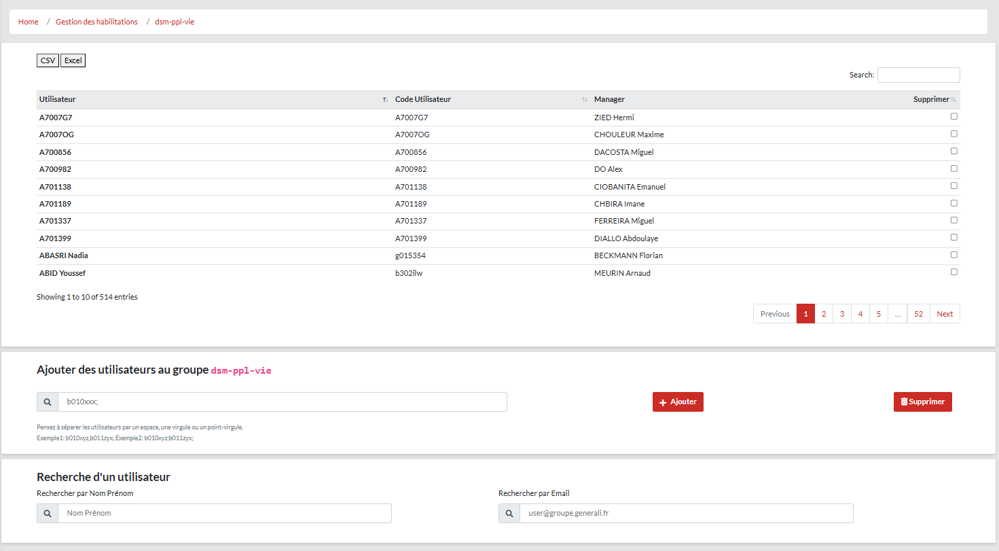 Home / Gestion des habilitations / dsm-ppl-vie
CSV Excel
Search:
Utilisateur Code Utilisateur Manager Supprimer
A7007G7 A7007G7 ZIED Hermi
A7007OG A7007OG CHOULEUR Maxime
A700856 A700856 DACOSTA Miguel
A700982 A700982 DO Alex
A701138 A701138 CIOBANITA Emanuel
A701189 A701189 CHBIRA Imane
A701337 A701337 FERREIRA Miguel
A701399 A701399 DIALLO Abdoulaye
ABASRI Nadia g015354 BECKMANN Florian
ABID Youssef b302ilw MEURIN Arnaud
Showing 1 to 10 of 514 entries
Previous 1 2 3 4 5 ... 52 Next
Ajouter des utilisateurs au groupe dsm-ppl-vie
b010xxx; Ajouter Supprimer
Pensez à séparer les utilisateurs par un espace, une virgule ou un point-virgule.
Exemple1: b010xyz,b011zyx, Exemple2: b010xyz;b011zyx;
Recherche d'un utilisateur
Rechercher par Nom Prénom Rechercher par Email
Nom Prénom user@groupe.generali.fr